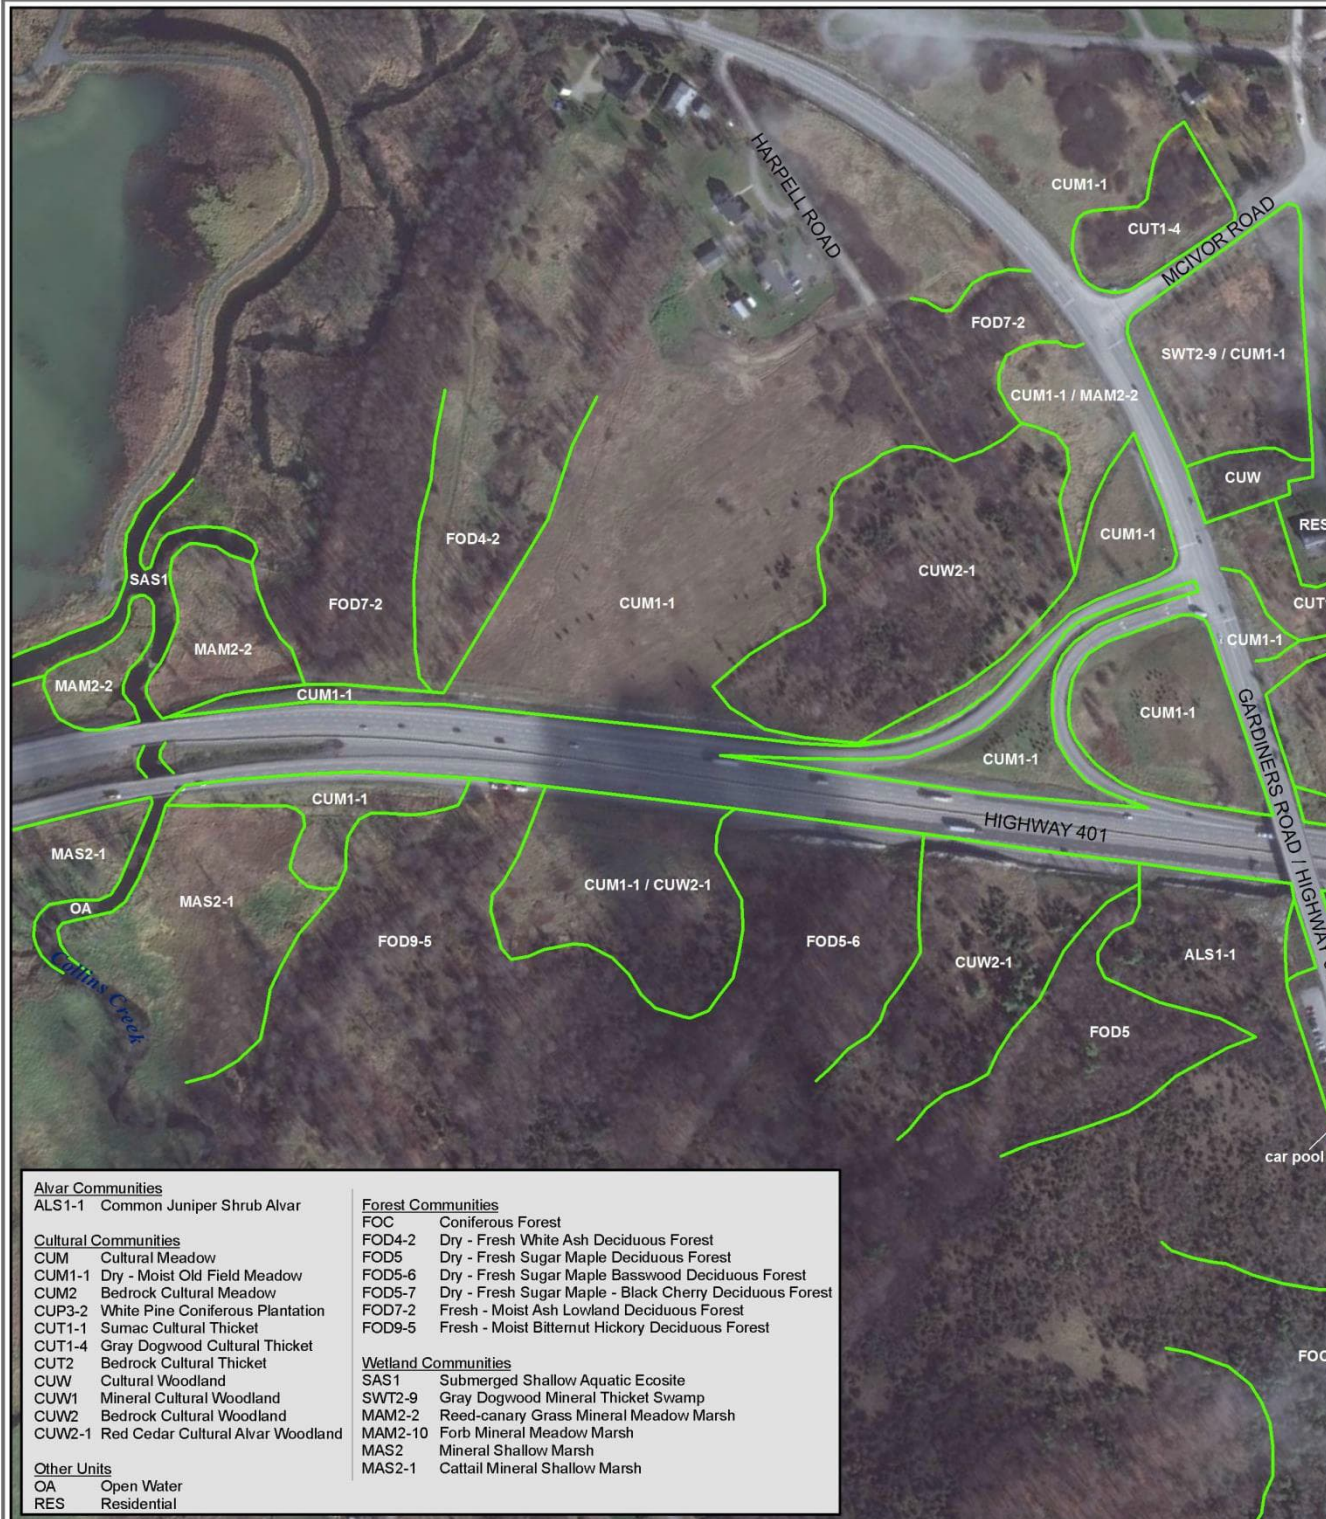 HARPELL ROAD
CUM1-1
CUT1-4
MCIVOR ROAD
FOD7-2
SWT2-9 / CUM1-1
CUM1-1 / MAM2-2
CUW
RES
FOD4-2
CUM1-1
CUW2-1
SAS1
FOD7-2
CUM1-1
CUT
MAM2-2
CUM1-1
MAM2-2
CUM1-1
CUM1-1
GARDINERS ROAD / HIGHWAY
CUM1-1
CUM1-1
HIGHWAY 401
MAS2-1
CUM1-1 / CUW2-1
MAS2-1
OA
FOD9-5
FOD5-6
CUW2-1
ALS1-1
Collins Creek
FOD5
car pool
FOC
Alvar Communities
ALS1-1 Common Juniper Shrub Alvar
Cultural Communities
CUM Cultural Meadow
CUM1-1 Dry - Moist Old Field Meadow
CUM2 Bedrock Cultural Meadow
CUP3-2 White Pine Coniferous Plantation
CUT1-1 Sumac Cultural Thicket
CUT1-4 Gray Dogwood Cultural Thicket
CUT2 Bedrock Cultural Thicket
CUW Cultural Woodland
CUW1 Mineral Cultural Woodland
CUW2 Bedrock Cultural Woodland
CUW2-1 Red Cedar Cultural Alvar Woodland
Other Units
OA Open Water
RES Residential
Forest Communities
FOC Coniferous Forest
FOD4-2 Dry - Fresh White Ash Deciduous Forest
FOD5 Dry - Fresh Sugar Maple Deciduous Forest
FOD5-6 Dry - Fresh Sugar Maple Basswood Deciduous Forest
FOD5-7 Dry - Fresh Sugar Maple - Black Cherry Deciduous Forest
FOD7-2 Fresh - Moist Ash Lowland Deciduous Forest
FOD9-5 Fresh - Moist Bitternut Hickory Deciduous Forest
Wetland Communities
SAS1 Submerged Shallow Aquatic Ecosite
SWT2-9 Gray Dogwood Mineral Thicket Swamp
MAM2-2 Reed-canary Grass Mineral Meadow Marsh
MAM2-10 Forb Mineral Meadow Marsh
MAS2 Mineral Shallow Marsh
MAS2-1 Cattail Mineral Shallow Marsh